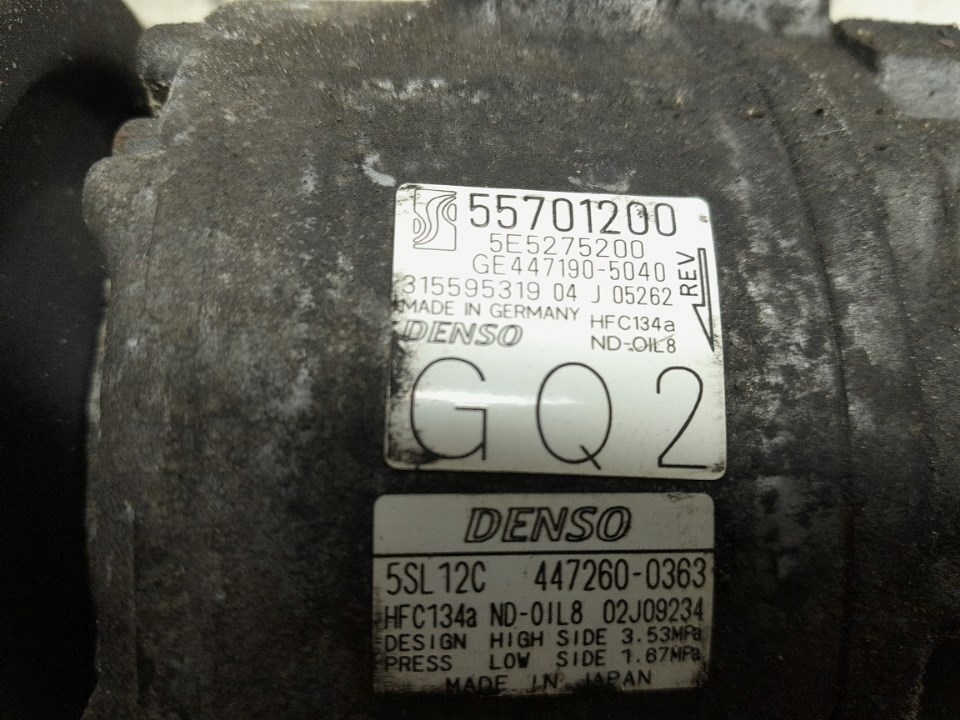 55701200
5E5275200
GE447190-5040
REV
315595319 04 J 05262
MADE IN GERMANY HFC134a
DENSO ND-OIL8
GQ2
DENSO
5SL12C 447260-0363
HFC134a ND-OIL8 02J09234
DESIGN HIGH SIDE 3.53MPa
PRESS LOW SIDE 1.67MPa
MADE IN JAPAN